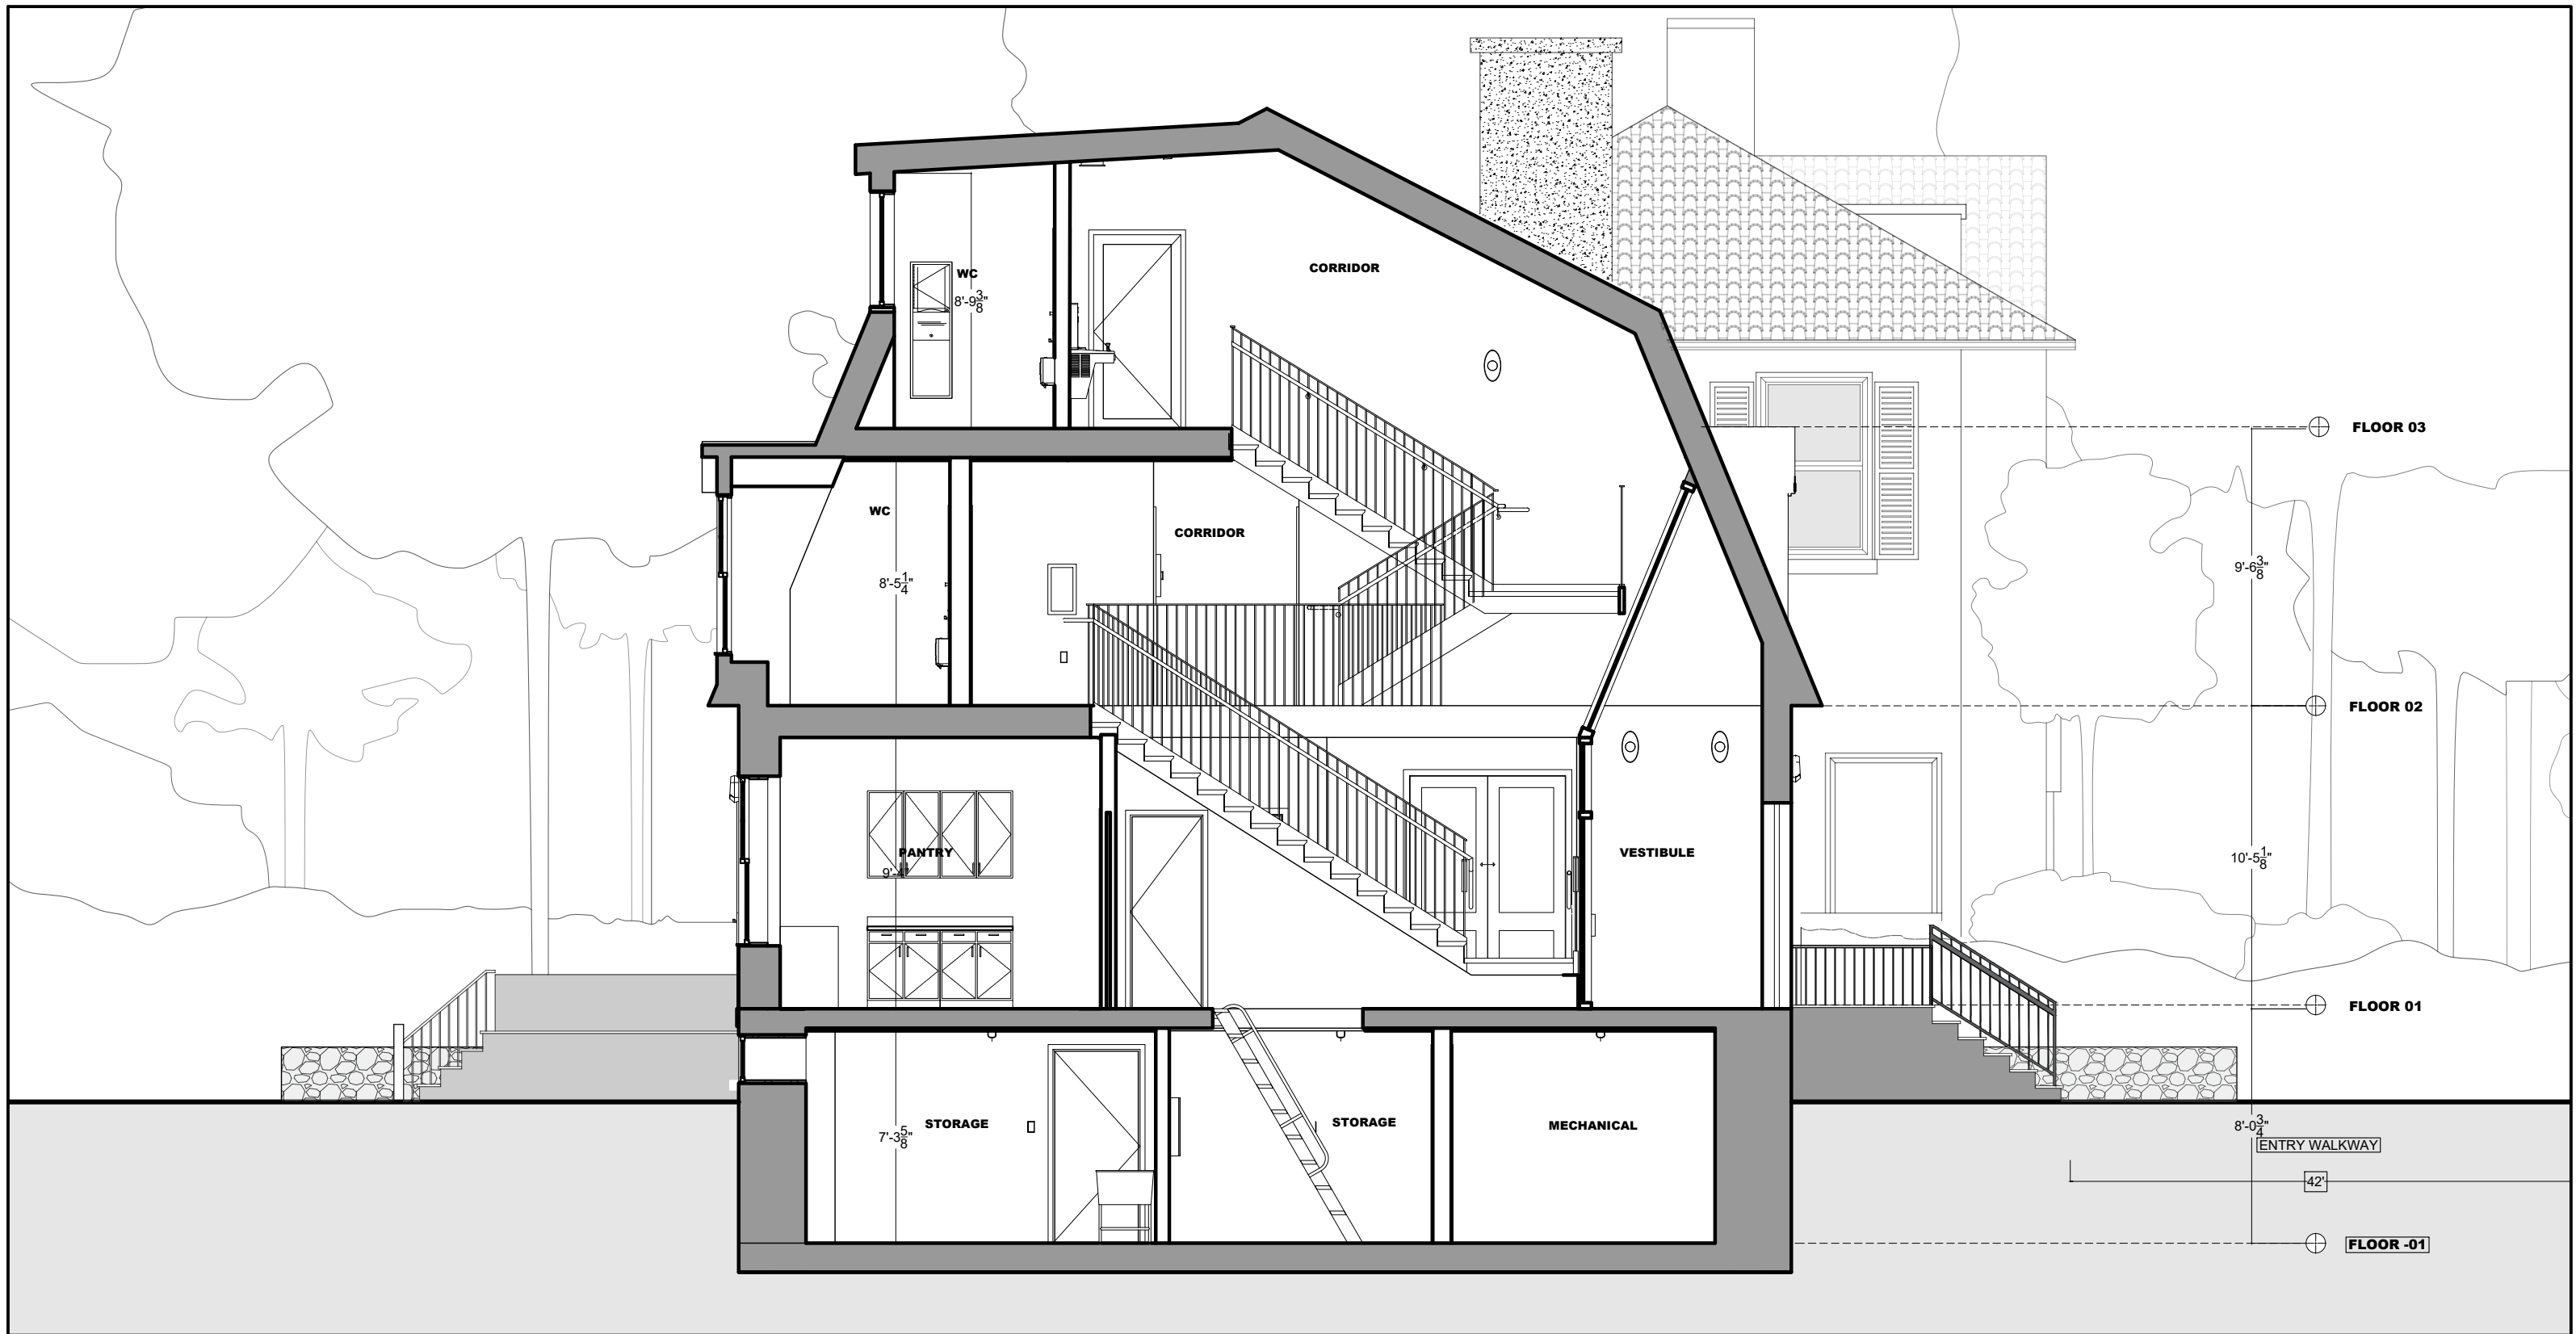 WC
8'-9 3/8"
CORRIDOR
FLOOR 03
WC
CORRIDOR
8'-5 1/4"
9'-6 3/8"
FLOOR 02
PANTRY
9'-4"
VESTIBULE
10'-5 1/8"
FLOOR 01
STORAGE
7'-3 5/8"
STORAGE
MECHANICAL
8'-0 3/4"
ENTRY WALKWAY
42'
FLOOR -01